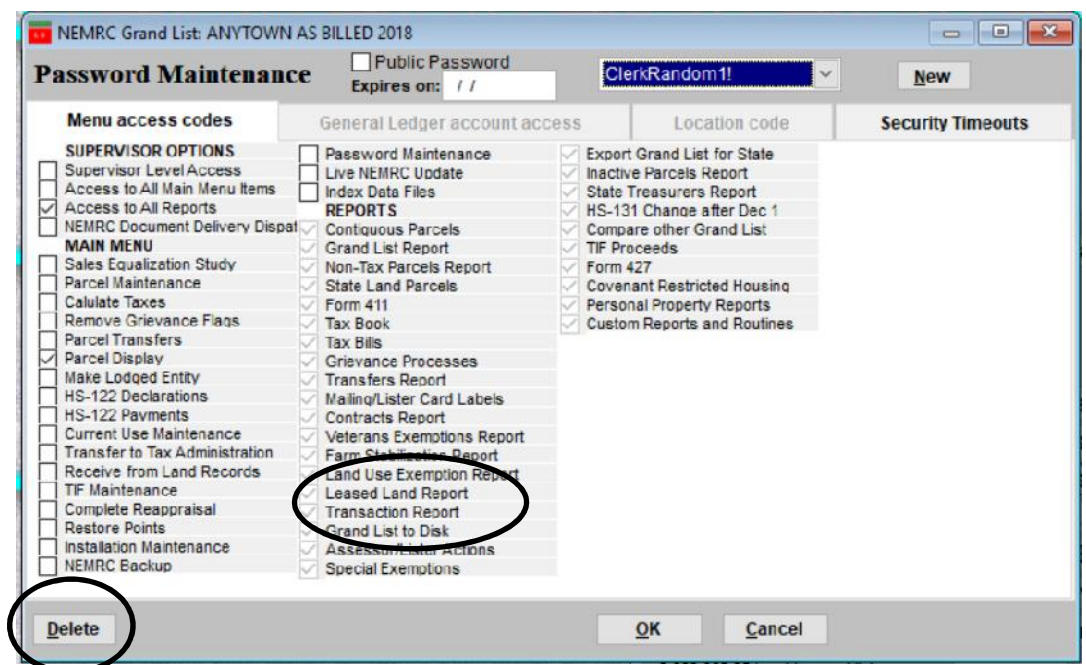 NEMRC Grand List: ANYTOWN AS BILLED 2018
Password Maintenance
Public Password
Expires on: / /
ClerkRandom1!
New
Menu access codes
General Ledger account access
Location code
Security Timeouts
SUPERVISOR OPTIONS
Supervisor Level Access
Access to All Main Menu Items
Access to All Reports
NEMRC Document Delivery Dispat
MAIN MENU
Sales Equalization Study
Parcel Maintenance
Calulate Taxes
Remove Grievance Flags
Parcel Transfers
Parcel Display
Make Lodged Entity
HS-122 Declarations
HS-122 Payments
Current Use Maintenance
Transfer to Tax Administration
Receive from Land Records
TIF Maintenance
Complete Reappraisal
Restore Points
Installation Maintenance
NEMRC Backup
Password Maintenance
Live NEMRC Update
Index Data Files
REPORTS
Contiguous Parcels
Grand List Report
Non-Tax Parcels Report
State Land Parcels
Form 411
Tax Book
Tax Bills
Grievance Processes
Transfers Report
Mailing/Lister Card Labels
Contracts Report
Veterans Exemptions Report
Farm Stabilization Report
Land Use Exemption Report
Leased Land Report
Transaction Report
Grand List to Disk
Assessor/Lister Actions
Special Exemptions
Export Grand List for State
Inactive Parcels Report
State Treasurers Report
HS-131 Change after Dec 1
Compare other Grand List
TIF Proceeds
Form 427
Covenant Restricted Housing
Personal Property Reports
Custom Reports and Routines
Delete
OK
Cancel